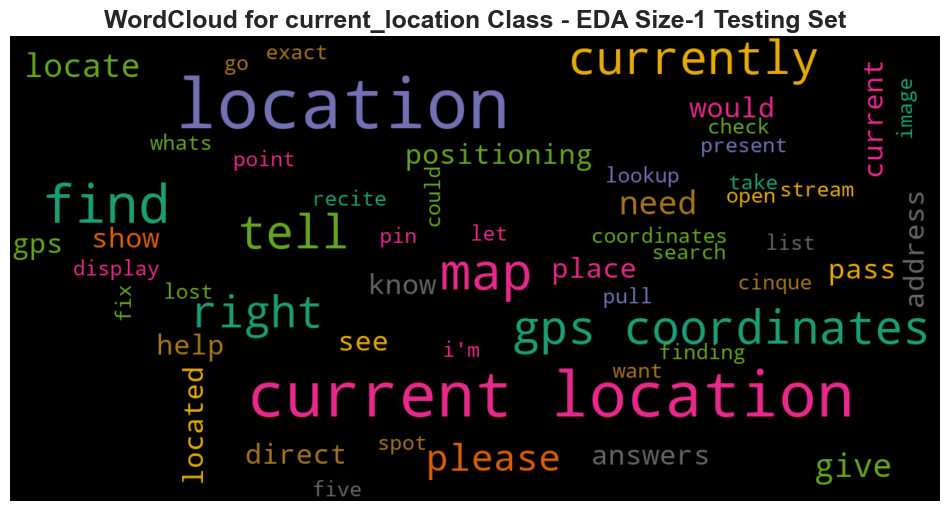 WordCloud for current_location Class - EDA Size-1 Testing Set
locate
go
exact
currently
location
would
current
image
check
whats
point
positioning
present
find
recite
could
lookup
take
open
stream
need
gps
show
tell
pin
let
coordinates
search
list
address
display
know
map
place
cinque
pass
fix
lost
right
pull
gps coordinates
help
see
i'm
finding
want
located
current location
direct
spot
please
answers
give
five